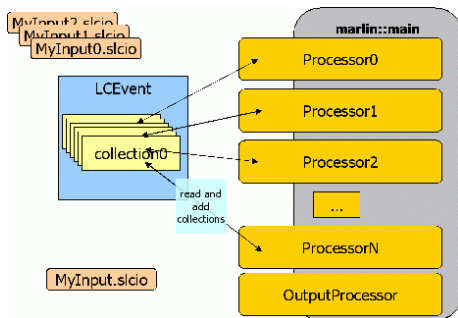 MyInput2.slcio
MyInput1.slcio
MyInput0.slcio
LCEvent
collection0
read and
add
collections
MyInput.slcio
marlin::main
Processor0
Processor1
Processor2
...
ProcessorN
OutputProcessor